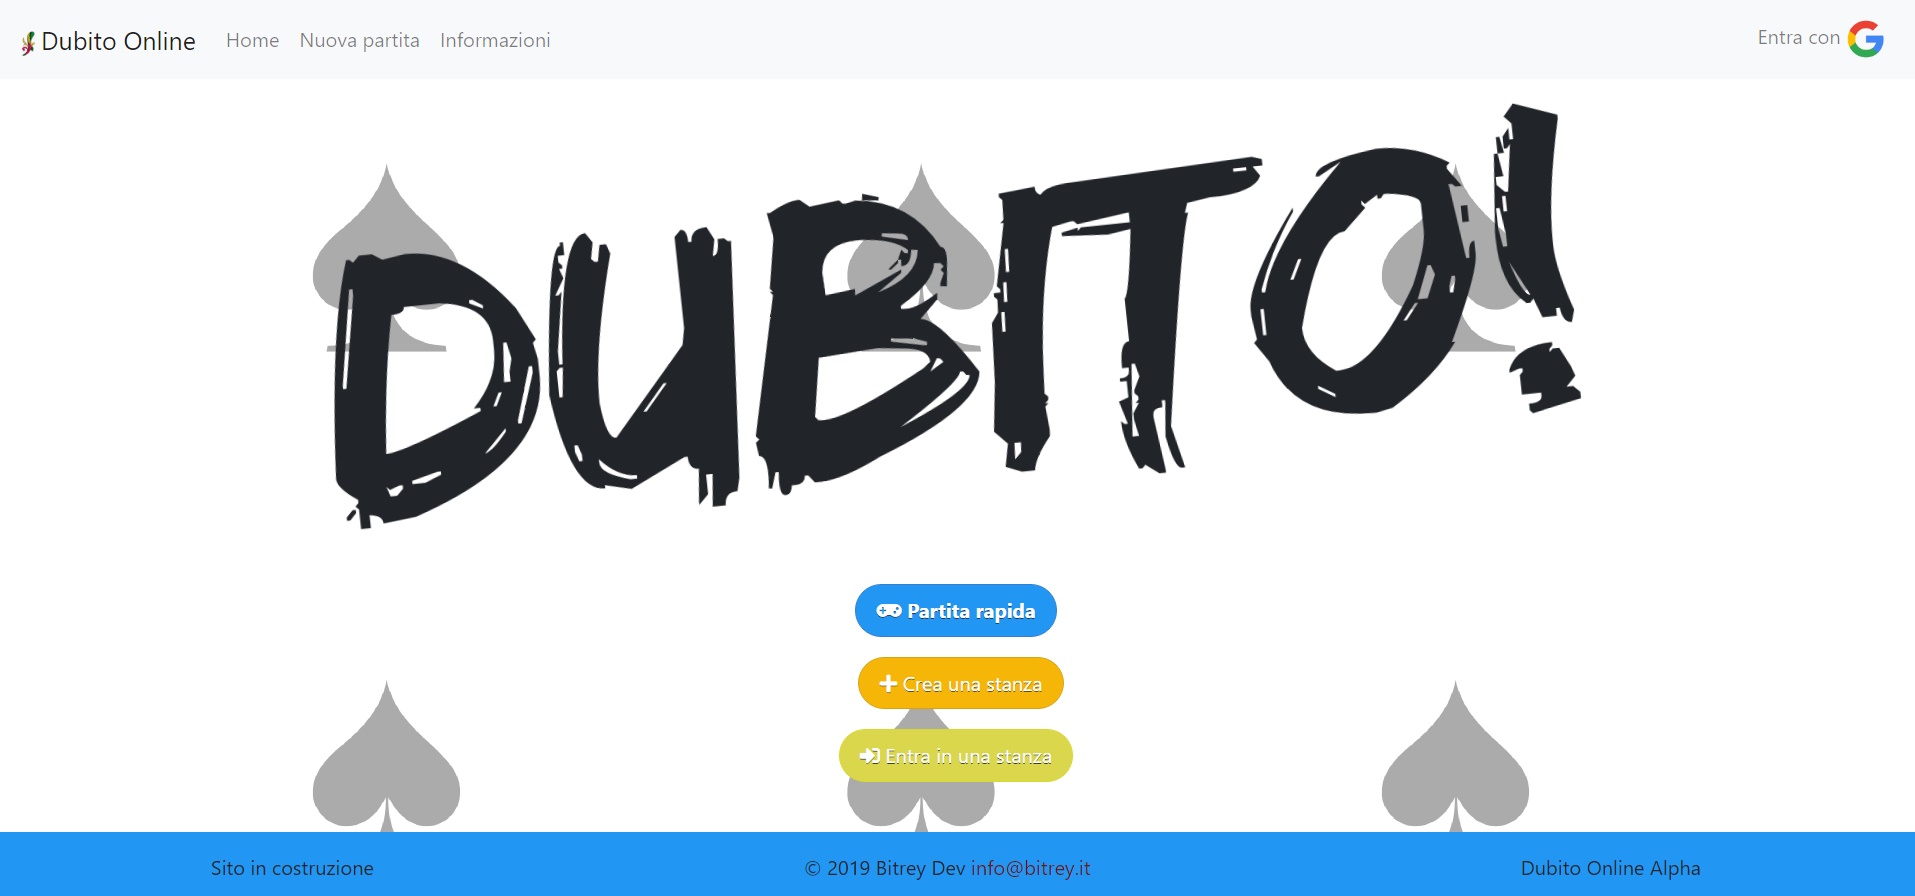 Dubito Online Home Nuova partita Informazioni Entra con
DUBITO!
Partita rapida
Crea una stanza
Entra in una stanza
Sito in costruzione © 2019 Bitrey Dev info@bitrey.it Dubito Online Alpha